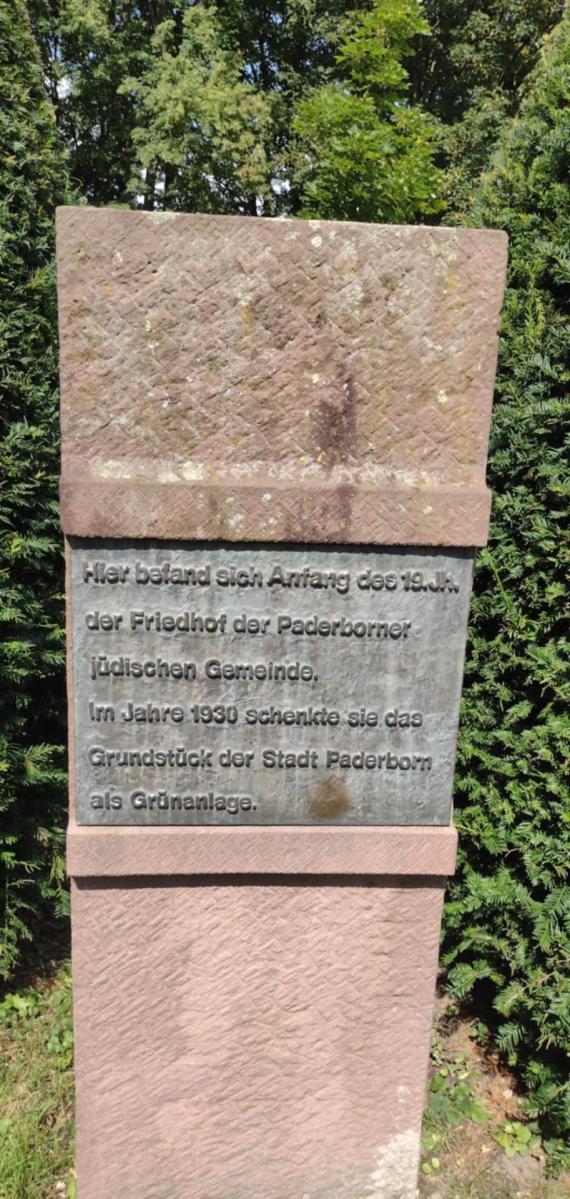 Hier befand sich Anfang des 19.Jh.
der Friedhof der Paderborner
jüdischen Gemeinde.
Im Jahre 1930 schenkte sie das
Grundstück der Stadt Paderborn
als Grünanlage.